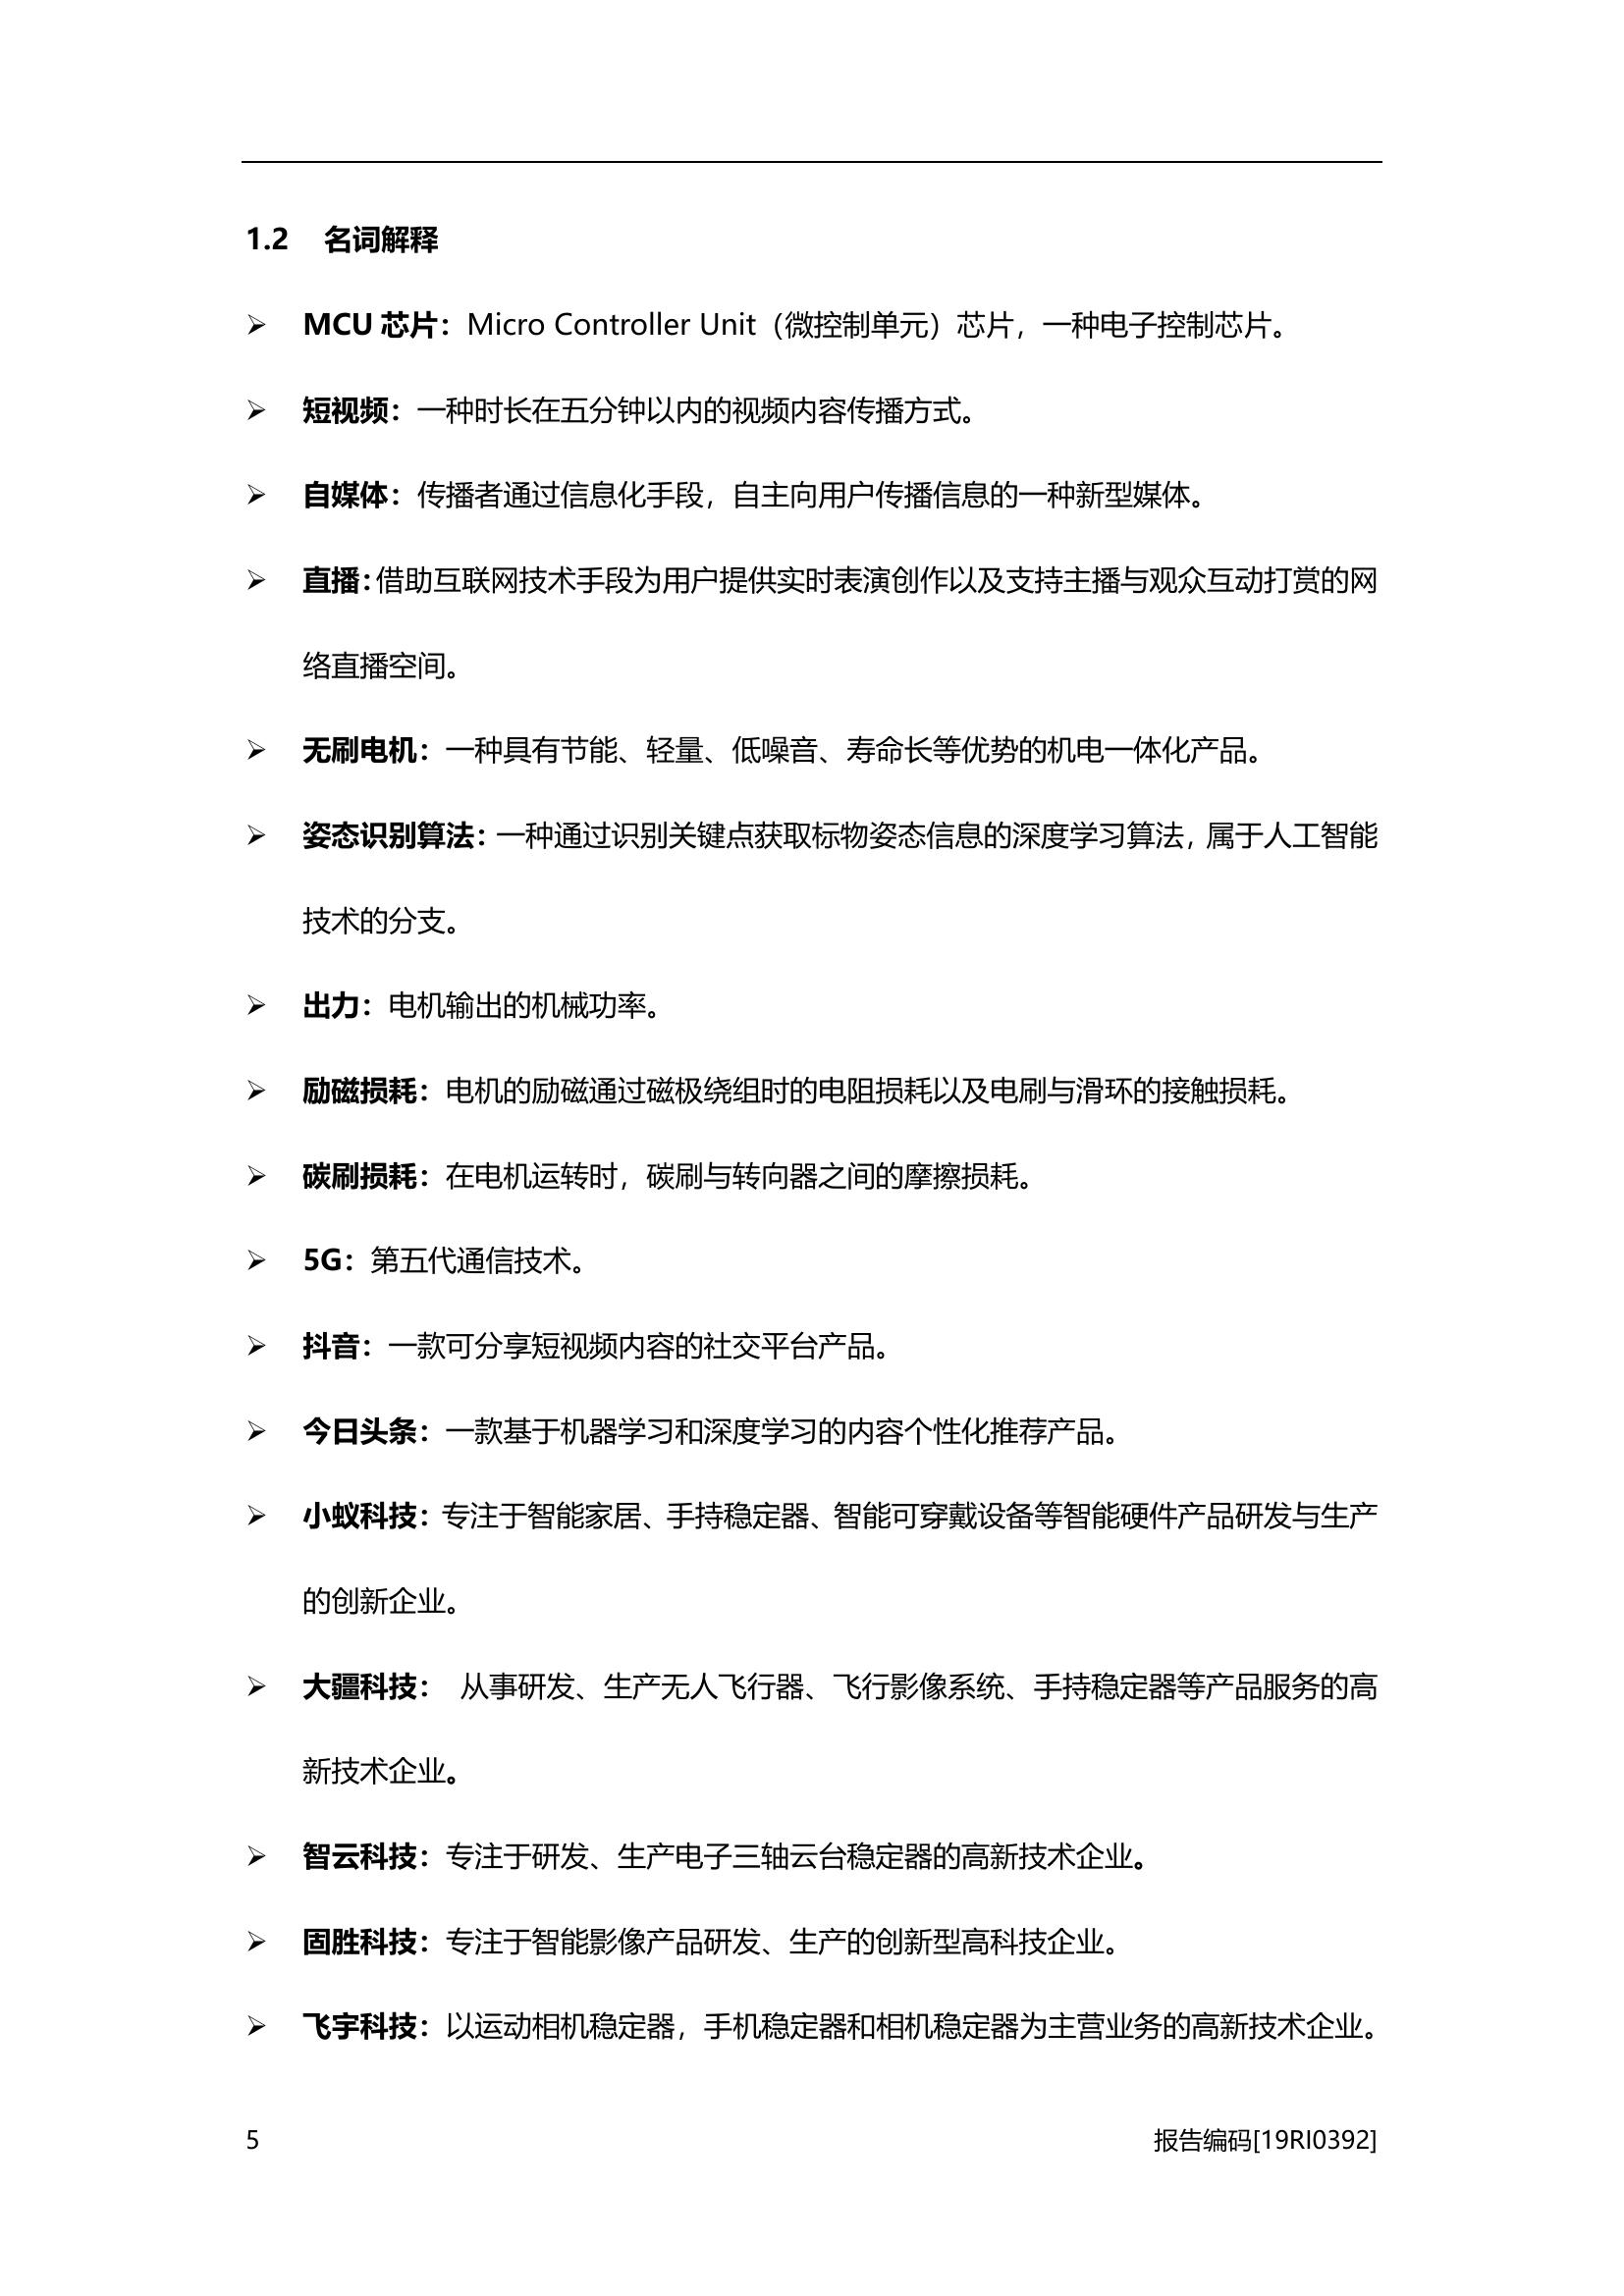 1.2 名词解释
➢ MCU 芯片：Micro Controller Unit（微控制单元）芯片，一种电子控制芯片。
➢ 短视频：一种时长在五分钟以内的视频内容传播方式。
➢ 自媒体：传播者通过信息化手段，自主向用户传播信息的一种新型媒体。
➢ 直播：借助互联网技术手段为用户提供实时表演创作以及支持主播与观众互动打赏的网
络直播空间。
➢ 无刷电机：一种具有节能、轻量、低噪音、寿命长等优势的机电一体化产品。
➢ 姿态识别算法：一种通过识别关键点获取标物姿态信息的深度学习算法，属于人工智能
技术的分支。
➢ 出力：电机输出的机械功率。
➢ 励磁损耗：电机的励磁通过磁极绕组时的电阻损耗以及电刷与滑环的接触损耗。
➢ 碳刷损耗：在电机运转时，碳刷与转向器之间的摩擦损耗。
➢ 5G：第五代通信技术。
➢ 抖音：一款可分享短视频内容的社交平台产品。
➢ 今日头条：一款基于机器学习和深度学习的内容个性化推荐产品。
➢ 小蚁科技：专注于智能家居、手持稳定器、智能可穿戴设备等智能硬件产品研发与生产
的创新企业。
➢ 大疆科技： 从事研发、生产无人飞行器、飞行影像系统、手持稳定器等产品服务的高
新技术企业。
➢ 智云科技：专注于研发、生产电子三轴云台稳定器的高新技术企业。
➢ 固胜科技：专注于智能影像产品研发、生产的创新型高科技企业。
➢ 飞宇科技：以运动相机稳定器，手机稳定器和相机稳定器为主营业务的高新技术企业。
5 报告编码[19RI0392]